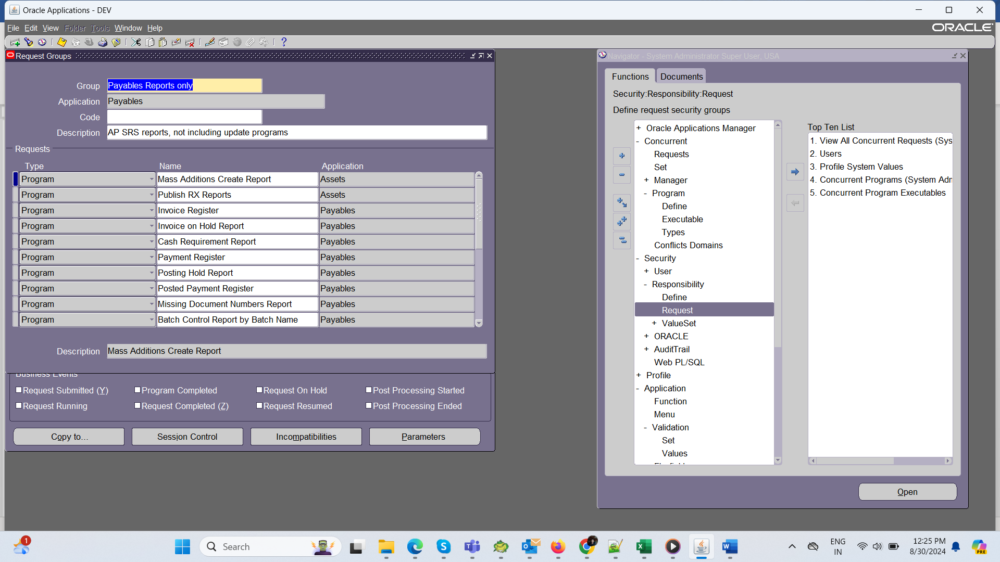 Oracle Applications - DEV
File Edit View Folder Tools Window Help
ORACLE
Request Groups
Group Payables Reports only
Application Payables
Code
Description AP SRS reports, not including update programs
Requests
Type Name Application
Program Mass Additions Create Report Assets
Program Publish RX Reports Assets
Program Invoice Register Payables
Program Invoice on Hold Report Payables
Program Cash Requirement Report Payables
Program Payment Register Payables
Program Posting Hold Report Payables
Program Posted Payment Register Payables
Program Missing Document Numbers Report Payables
Program Batch Control Report by Batch Name Payables
Description Mass Additions Create Report
Business Events
Request Submitted (Y) Program Completed Request On Hold Post Processing Started
Request Running Request Completed (Z) Request Resumed Post Processing Ended
Copy to... Session Control Incompatibilities Parameters
Navigator - System Administrator Super User, USA
Functions Documents
Security:Responsibility:Request
Define request security groups
+ Oracle Applications Manager
- Concurrent
Requests
Set
+ Manager
- Program
Define
Executable
Types
Conflicts Domains
- Security
+ User
- Responsibility
Define
Request
+ ValueSet
+ ORACLE
+ AuditTrail
Web PL/SQL
+ Profile
- Application
Function
Menu
- Validation
Set
Values
Top Ten List
1. View All Concurrent Requests (Sys
2. Users
3. Profile System Values
4. Concurrent Programs (System Adm
5. Concurrent Program Executables
Open
1
Search
ENG
IN
12:25 PM
8/30/2024
PRE